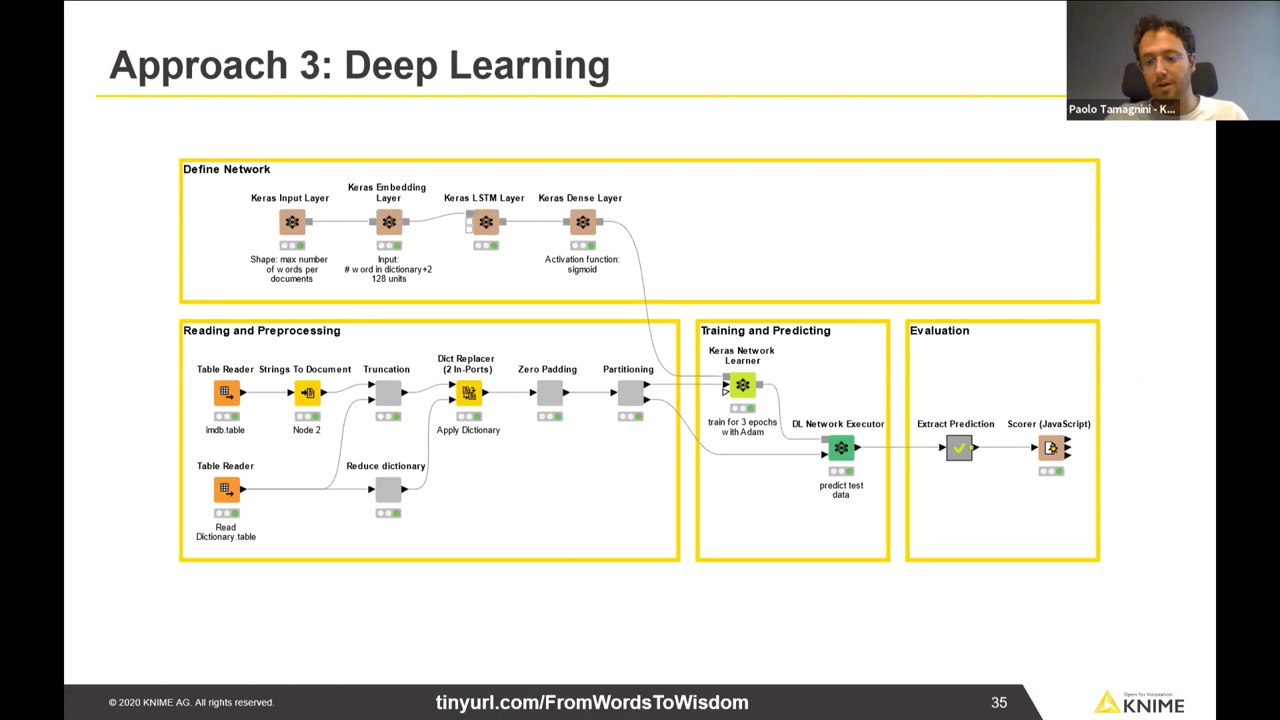 Approach 3: Deep Learning
Paolo Tamagnini - K...
Define Network
Keras Input Layer
Shape: max number
of words per
documents
Keras Embedding
Layer
Input:
# word in dictionary+2
128 units
Keras LSTM Layer
Keras Dense Layer
Activation function:
sigmoid
Reading and Preprocessing
Table Reader
imdb.table
Strings To Document
Node 2
Truncation
Dict Replacer
(2 In-Ports)
Apply Dictionary
Zero Padding
Partitioning
Table Reader
Read
Dictionary.table
Reduce dictionary
Training and Predicting
Keras Network
Learner
train for 3 epochs
with Adam
DL Network Executor
predict test
data
Evaluation
Extract Prediction
Scorer (JavaScript)
© 2020 KNIME AG. All rights reserved.
tinyurl.com/FromWordsToWisdom
35
Open for Innovation
KNIME